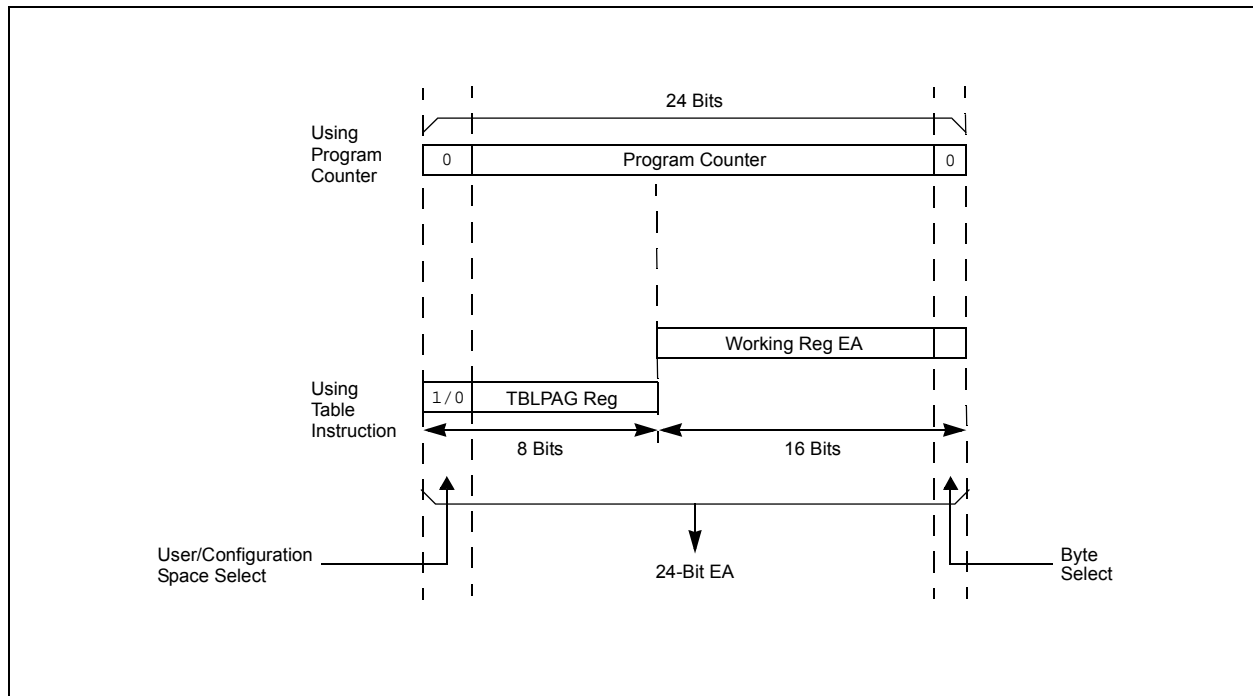 24 Bits
Using
Program
Counter
0
Program Counter
0
Working Reg EA
Using
Table
Instruction
1/0
TBLPAG Reg
8 Bits
16 Bits
User/Configuration
Space Select
24-Bit EA
Byte
Select